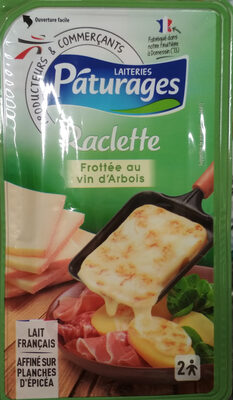 Ouverture facile
PRODUCTEURS & COMMERÇANTS
Fabriqué dans
notre fruitière
à Domessin (73)
LAITERIES
Pâturages
Raclette
Frottée au
vin d'Arbois
LAIT
FRANÇAIS
AFFINÉ SUR
PLANCHES
D'ÉPICÉA
2